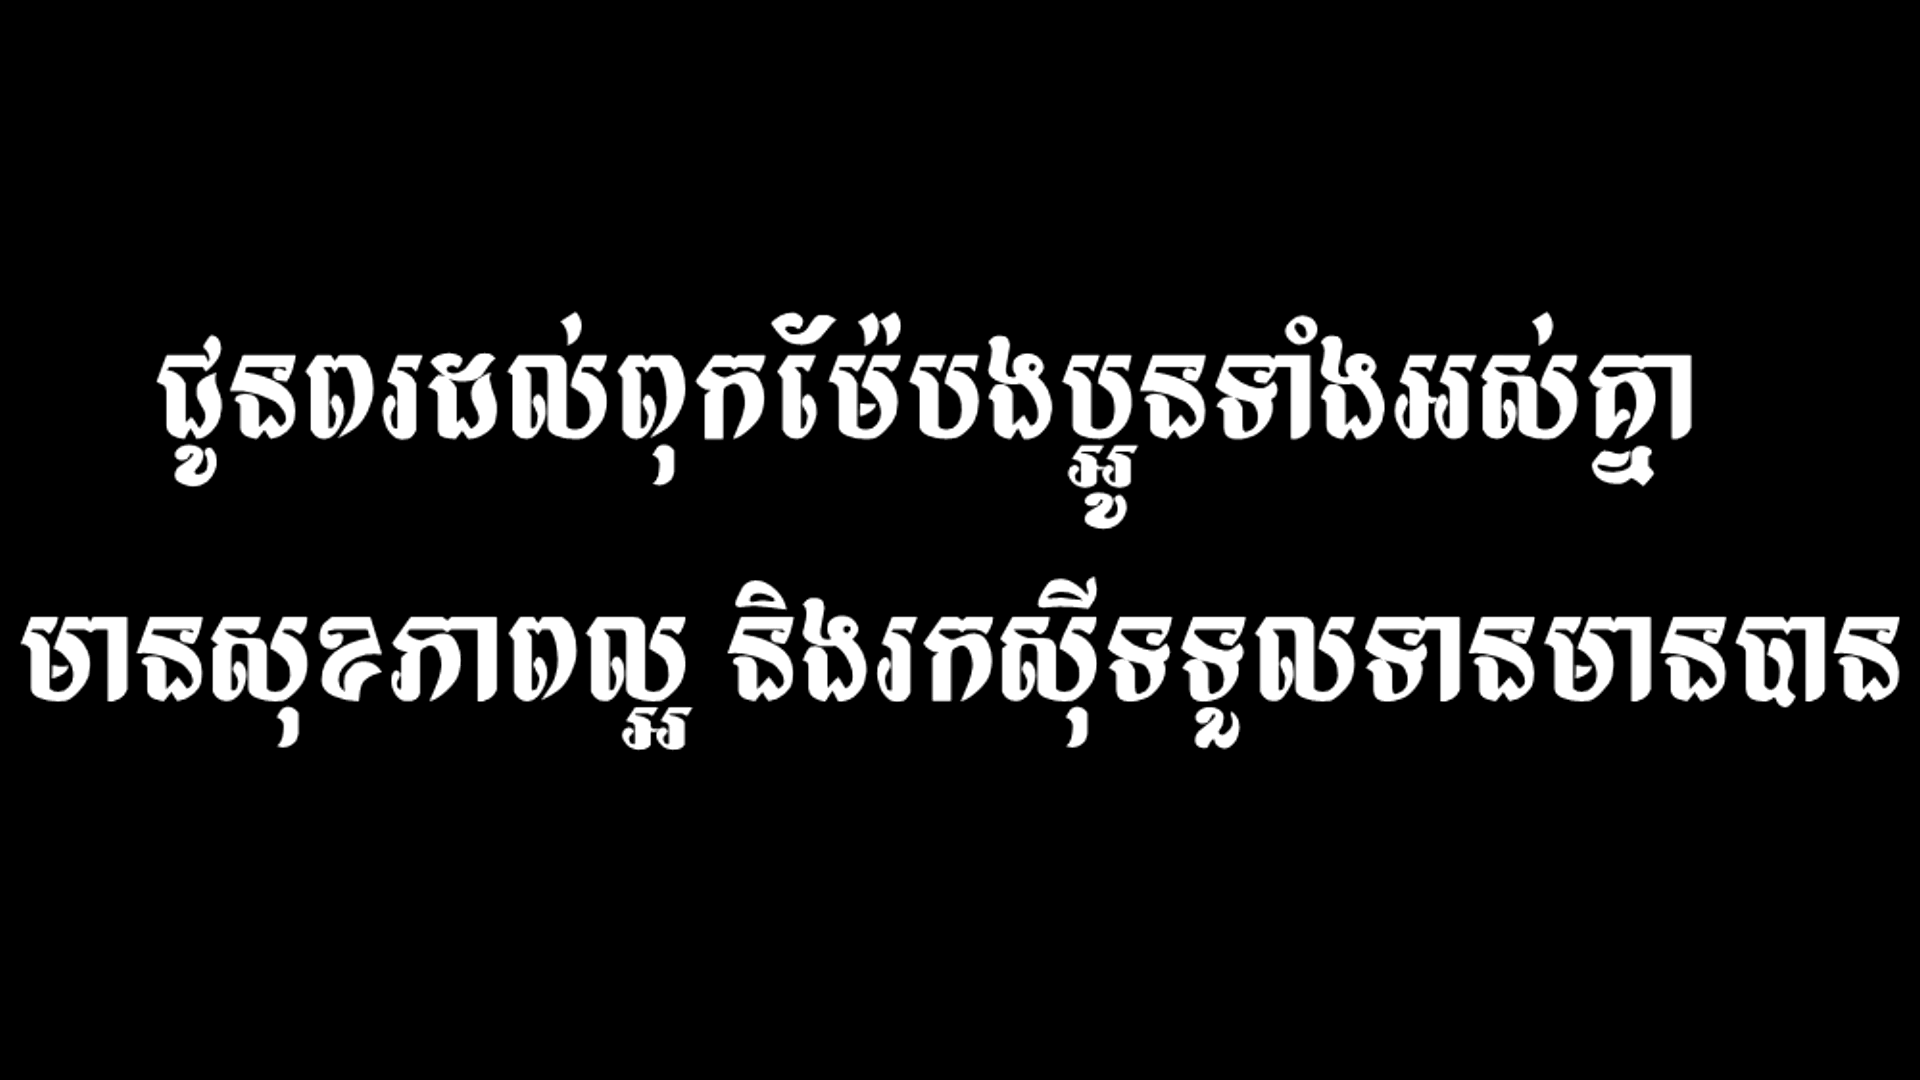 ជូនពរដល់ពុកម៉ែបងប្អូនទាំងអស់គ្នា
មានសុខភាពល្អ និងរកស៊ីទទួលទានមានបាន